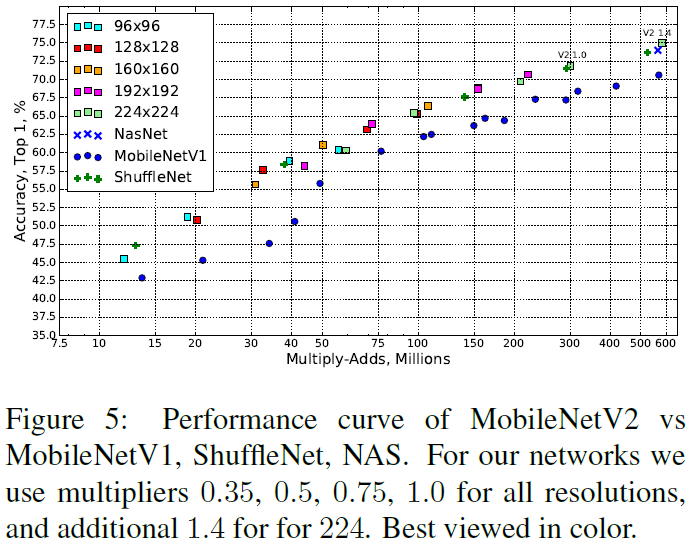 Accuracy, Top 1, %
77.5
75.0
72.5
70.0
67.5
65.0
62.5
60.0
57.5
55.0
52.5
50.0
47.5
45.0
42.5
40.0
37.5
35.0
96x96
128x128
160x160
192x192
224x224
NasNet
MobileNetV1
ShuffleNet
V2 1.0
V2 1.4
7.5 10 15 20 30 40 50 75 100 150 200 300 400 500 600
Multiply-Adds, Millions
Figure 5: Performance curve of MobileNetV2 vs
MobileNetV1, ShuffleNet, NAS. For our networks we
use multipliers 0.35, 0.5, 0.75, 1.0 for all resolutions,
and additional 1.4 for for 224. Best viewed in color.